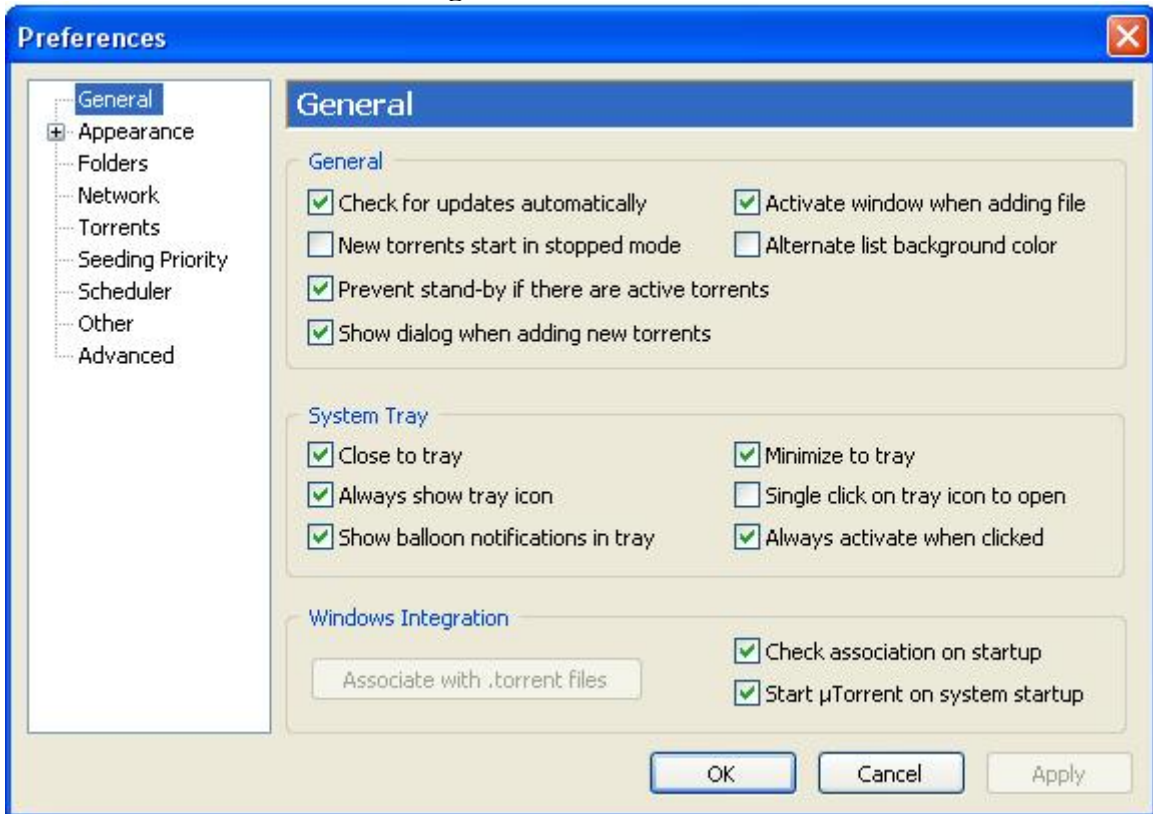 Preferences
General
Appearance
Folders
Network
Torrents
Seeding Priority
Scheduler
Other
Advanced
General
General
Check for updates automatically
Activate window when adding file
New torrents start in stopped mode
Alternate list background color
Prevent stand-by if there are active torrents
Show dialog when adding new torrents
System Tray
Close to tray
Minimize to tray
Always show tray icon
Single click on tray icon to open
Show balloon notifications in tray
Always activate when clicked
Windows Integration
Associate with .torrent files
Check association on startup
Start µTorrent on system startup
OK
Cancel
Apply